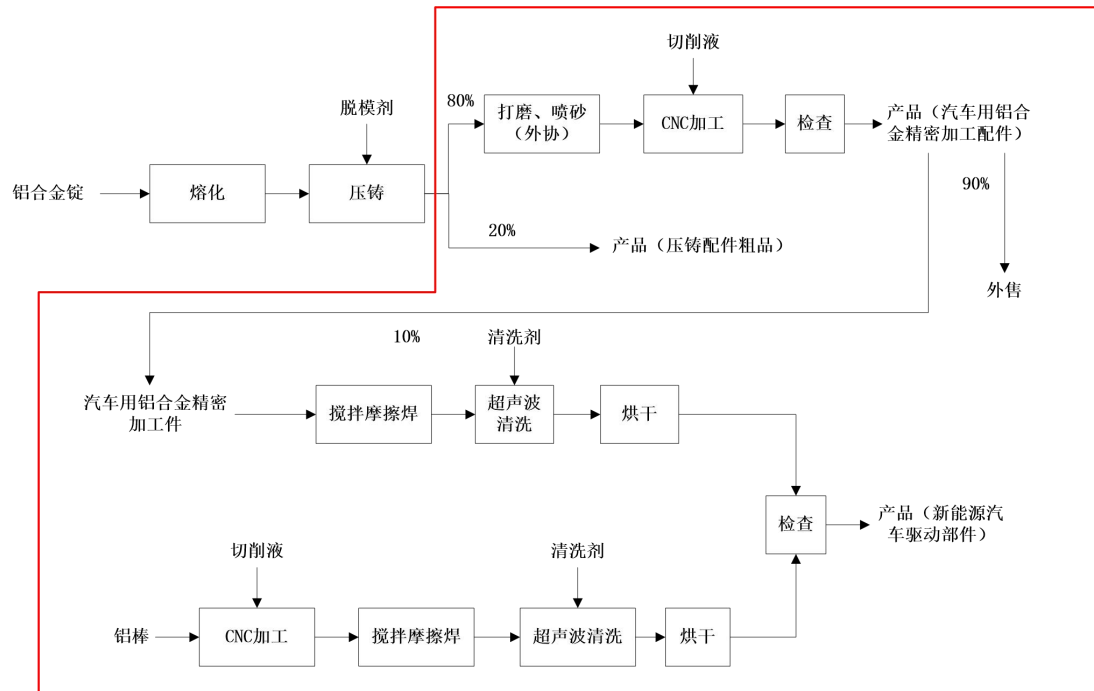 切削液
脱模剂
80%
打磨、喷砂
（外协）
CNC加工
检查
产品（汽车用铝合
金精密加工配件）
铝合金锭
熔化
压铸
90%
20%
产品（压铸配件粗品）
外售
10%
清洗剂
汽车用铝合金精密
加工件
搅拌摩擦焊
超声波
清洗
烘干
检查
产品（新能源汽
车驱动部件）
切削液
清洗剂
铝棒
CNC加工
搅拌摩擦焊
超声波清洗
烘干